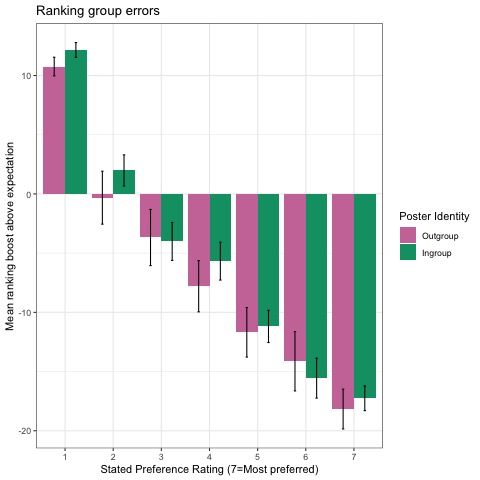 Ranking group errors
Mean ranking boost above expectation
10
0
-10
-20
1 2 3 4 5 6 7
Stated Preference Rating (7=Most preferred)
Poster Identity
Outgroup
Ingroup